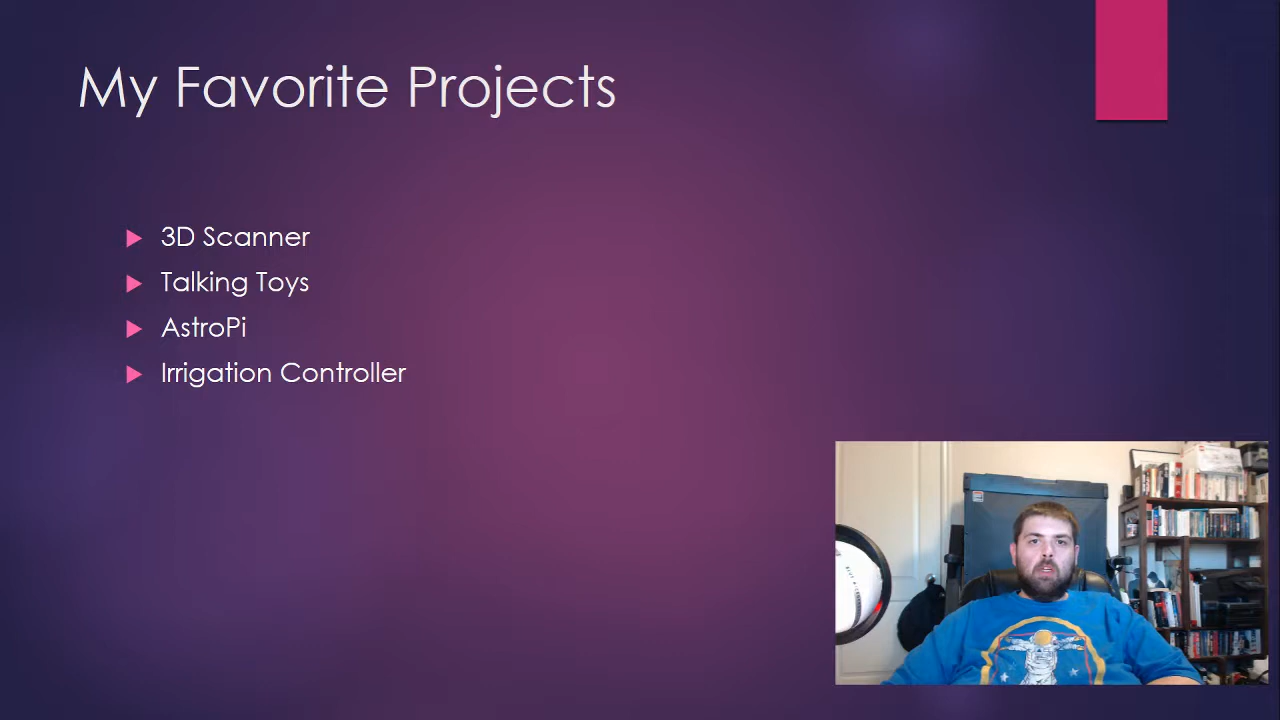 My Favorite Projects
3D Scanner
Talking Toys
AstroPi
Irrigation Controller